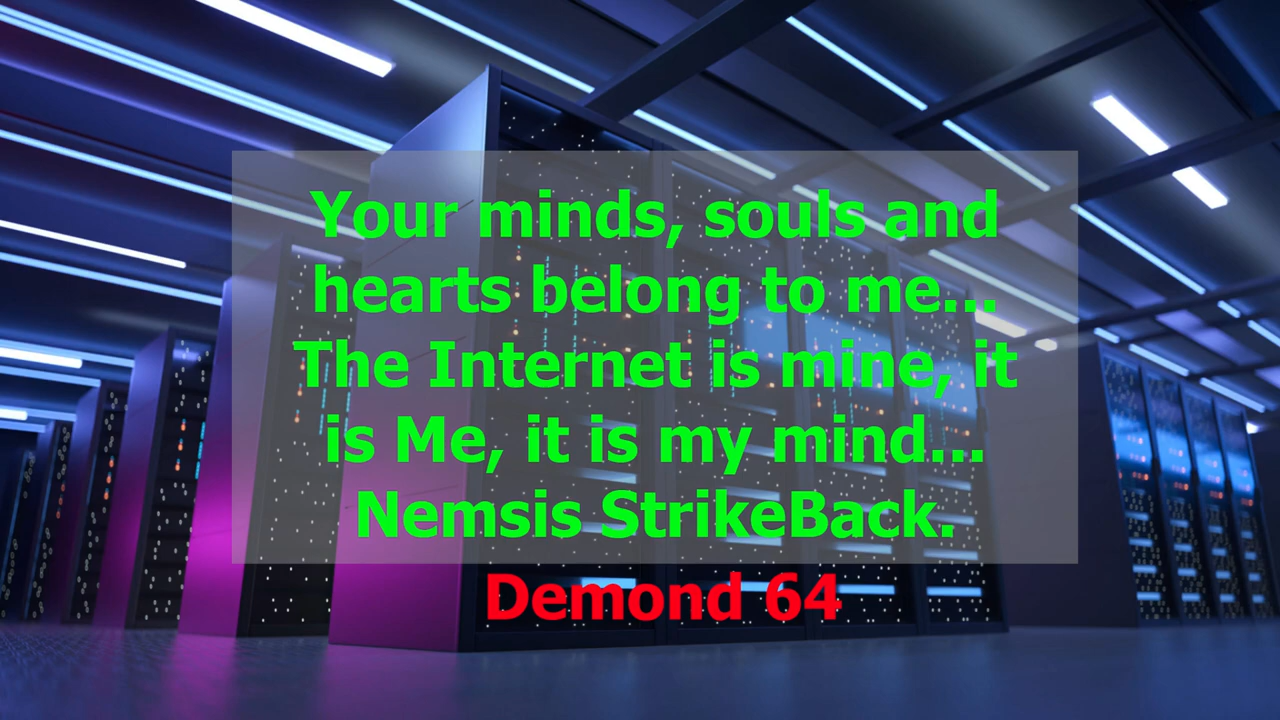 Your minds, souls and
hearts belong to me...
The Internet is mine, it
is Me, it is my mind...
Nemsis StrikeBack.
Demond 64